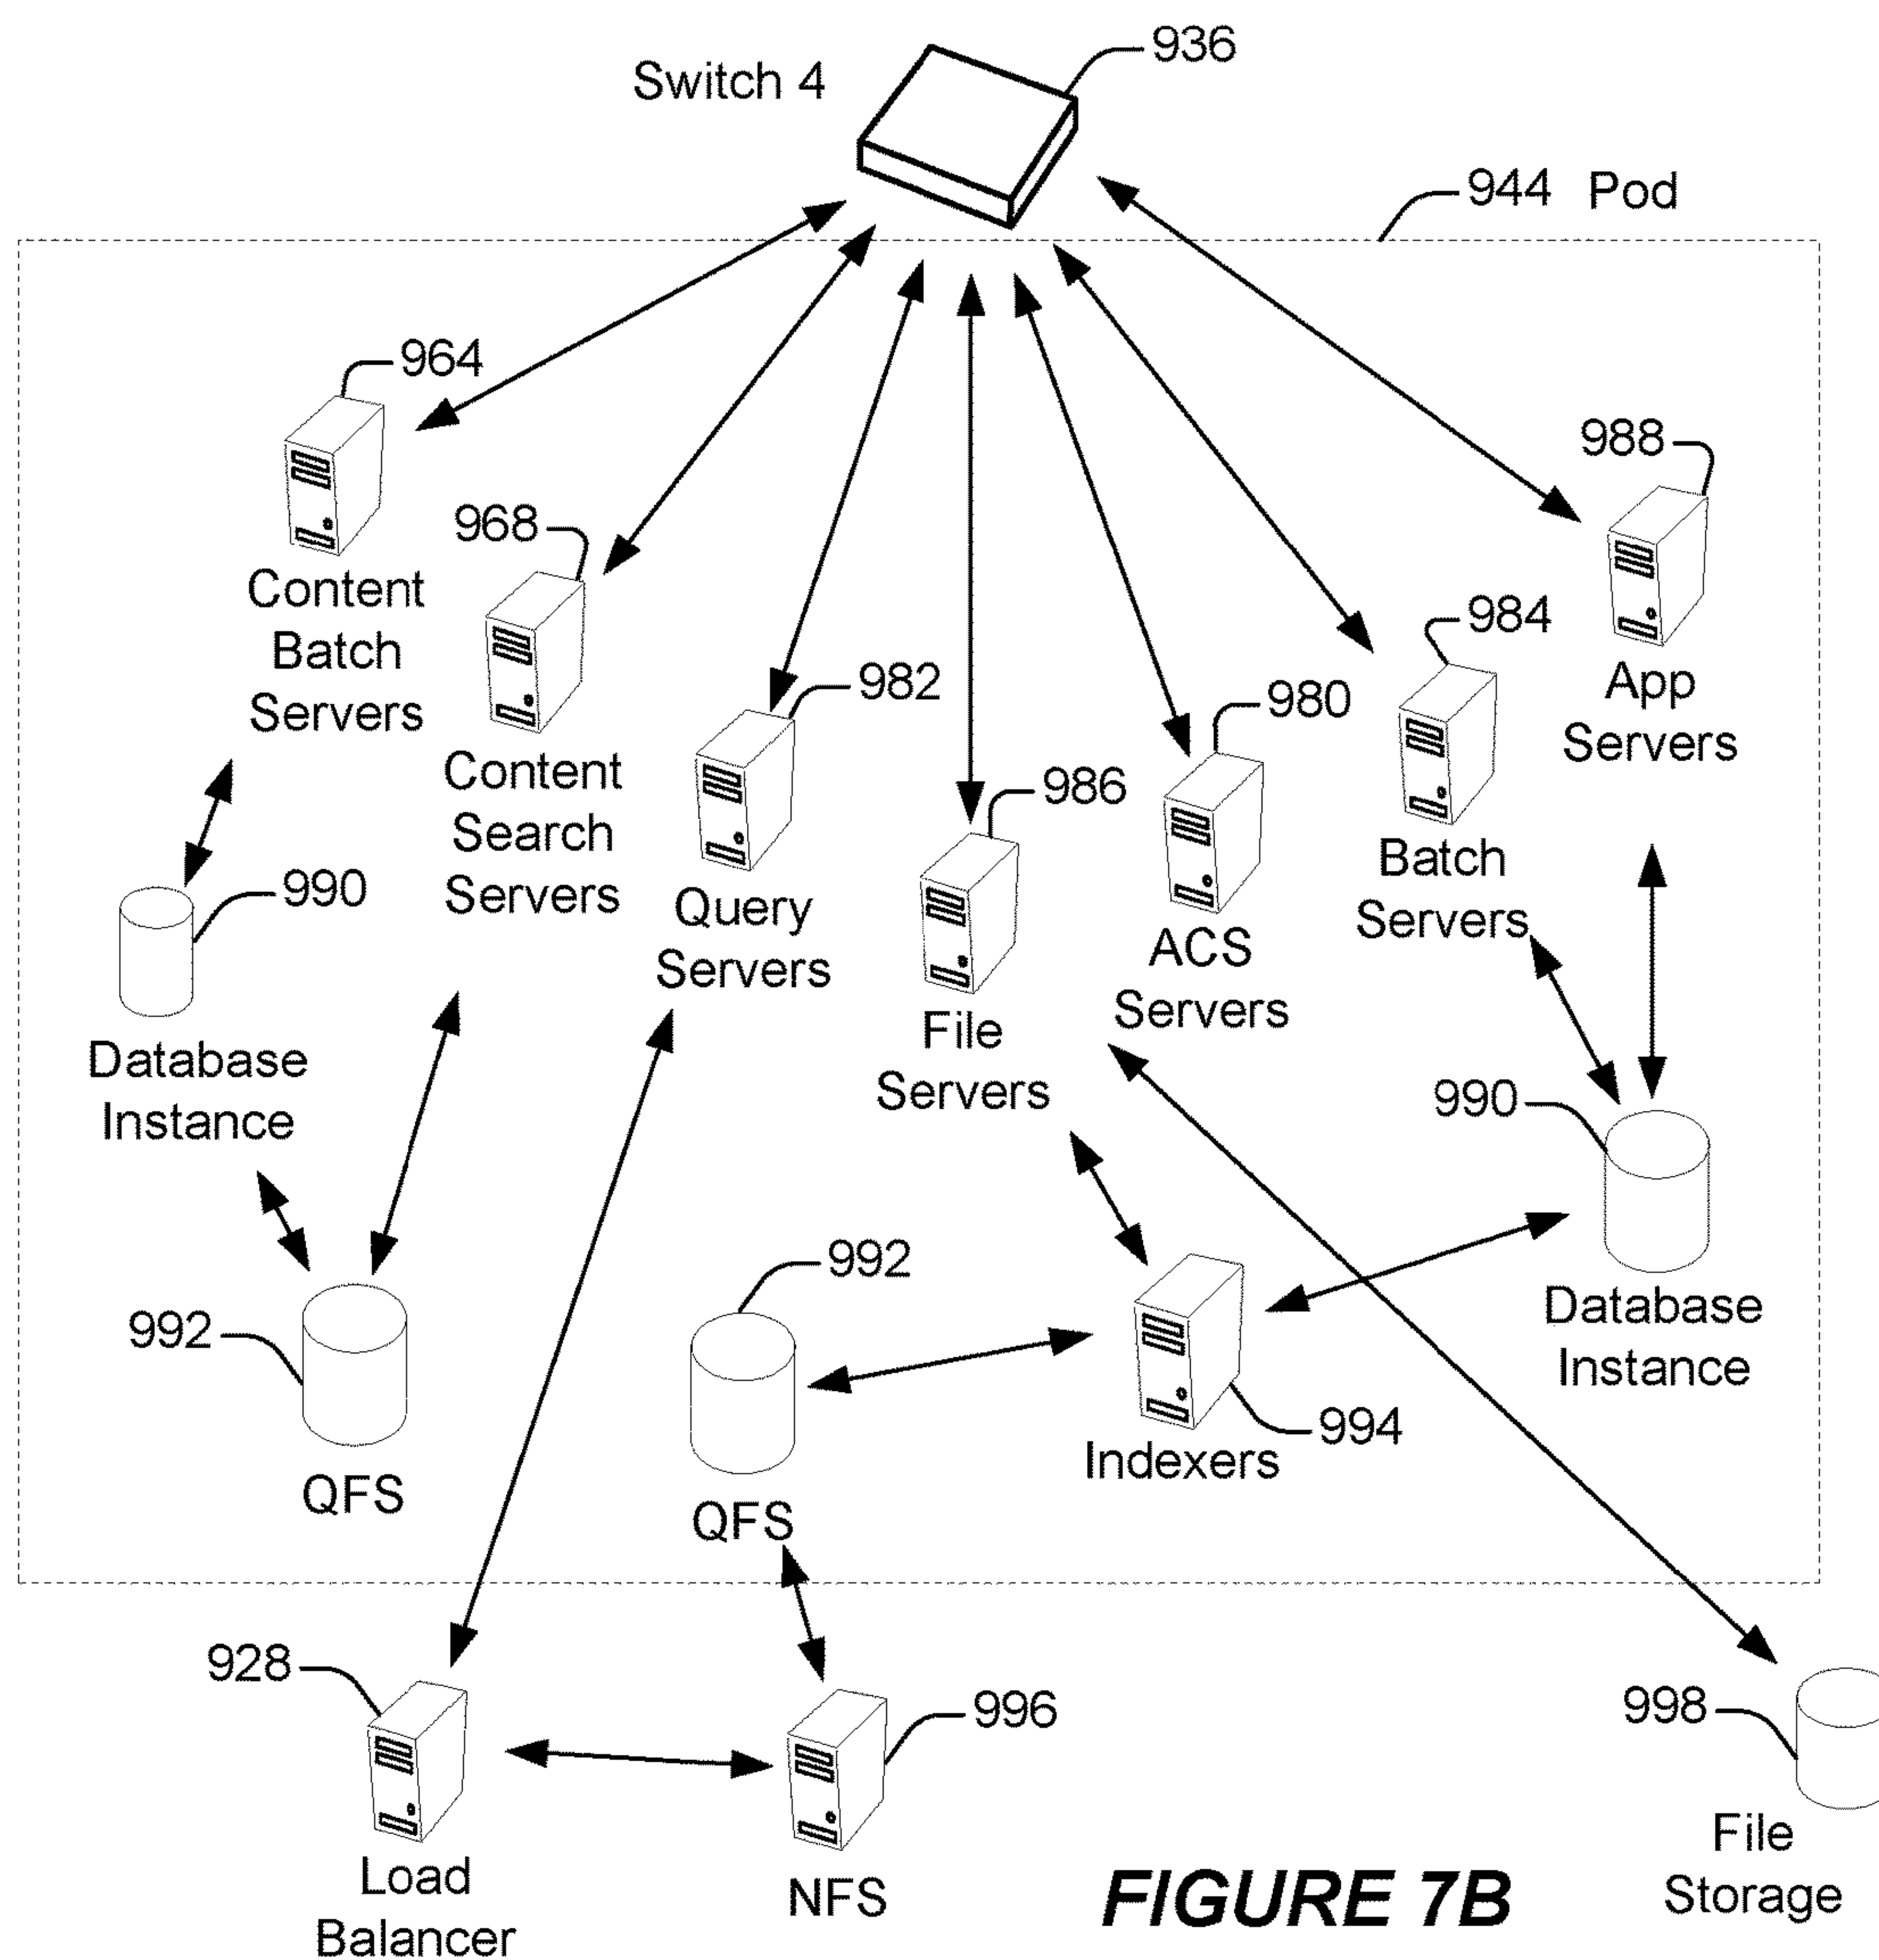 936
Switch 4
944 Pod
964
988
Content
Batch
Servers
968
984
App
Servers
982
980
Content
Search
Servers
986
Batch
Servers
990
Query
Servers
ACS
Servers
File
Servers
Database
Instance
990
992
992
Database
Instance
994
Indexers
QFS
QFS
928
996
998
Load
Balancer
NFS
File
Storage
FIGURE 7B